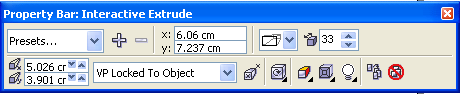 Property Bar: Interactive Extrude
Presets... x: 6.06 cm 33
y: 7.237 cm
5.026 cr VP Locked To Object
3.901 cr